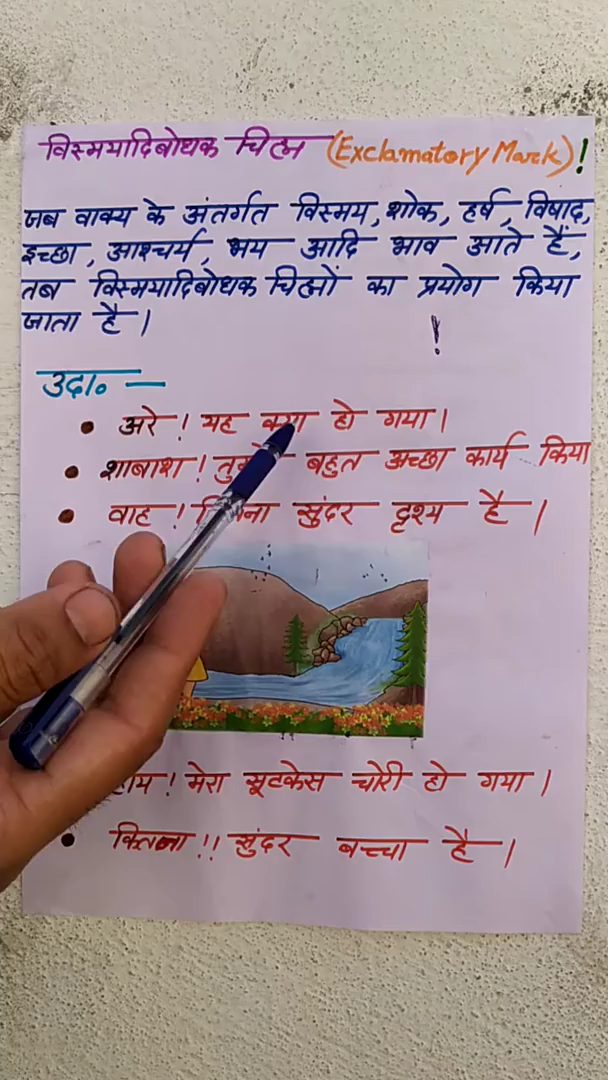 विस्मयादिबोधक चिह्न (Exclamatory Mark)!
जब वाक्य के अंतर्गत विस्मय, शोक, हर्ष, विषाद,
इच्छा, आश्चर्य, भय आदि भाव आते हैं,
तब विस्मयादिबोधक चिह्नों का प्रयोग किया
जाता है।
!
उदा० —
• अरे! यह क्या हो गया।
• शाबाश! बहुत अच्छा कार्य किया
• वाह! सुंदर दृश्य है।
हाय! मेरा सूटकेस चोरी हो गया।
• कितना!! सुंदर बच्चा है।